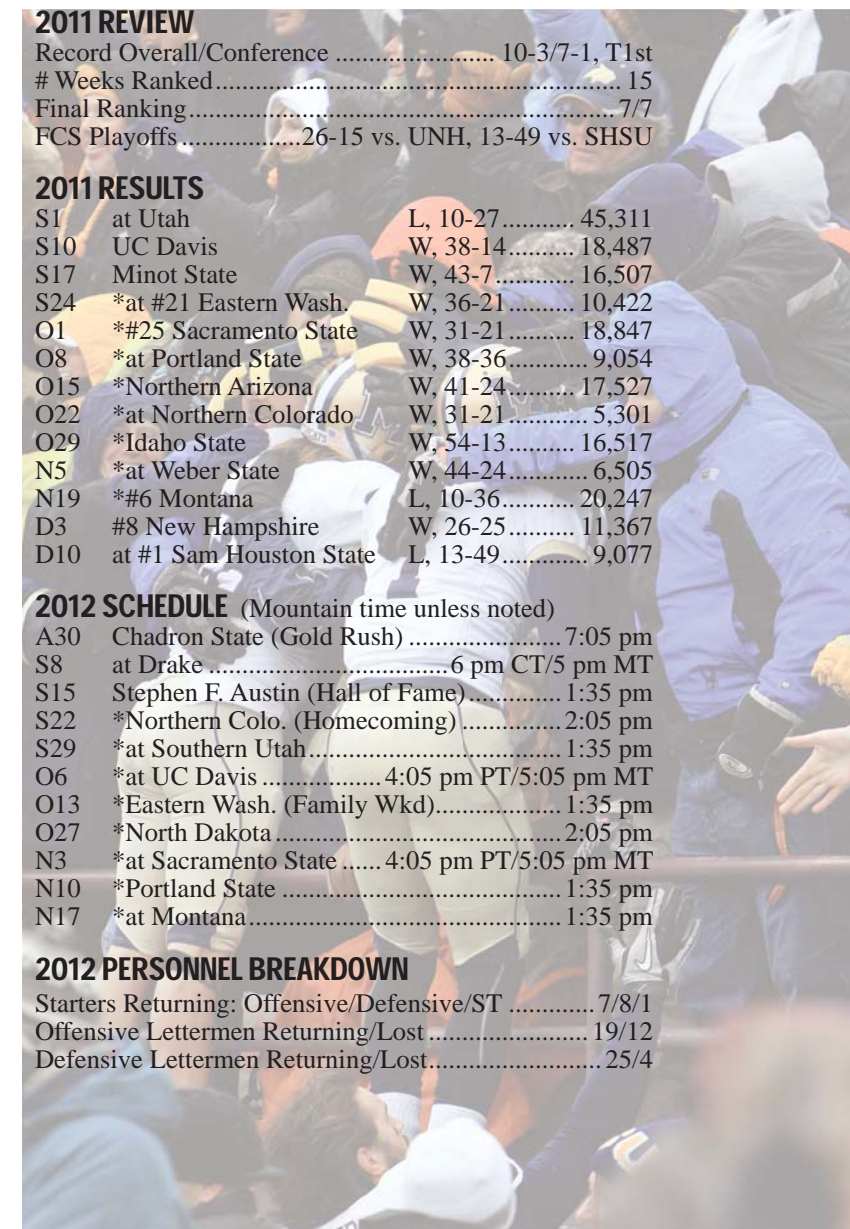 2011 REVIEW
Record Overall/Conference ........................ 10-3/7-1, T1st
# Weeks Ranked.............................................................. 15
Final Ranking................................................................. 7/7
FCS Playoffs ..................26-15 vs. UNH, 13-49 vs. SHSU
2011 RESULTS
S1 at Utah L, 10-27........... 45,311
S10 UC Davis W, 38-14.......... 18,487
S17 Minot State W, 43-7............ 16,507
S24 *at #21 Eastern Wash. W, 36-21.......... 10,422
O1 *#25 Sacramento State W, 31-21.......... 18,847
O8 *at Portland State W, 38-36............ 9,054
O15 *Northern Arizona W, 41-24.......... 17,527
O22 *at Northern Colorado W, 31-21............ 5,301
O29 *Idaho State W, 54-13.......... 16,517
N5 *at Weber State W, 44-24............ 6,505
N19 *#6 Montana L, 10-36........... 20,247
D3 #8 New Hampshire W, 26-25.......... 11,367
D10 at #1 Sam Houston State L, 13-49............. 9,077
2012 SCHEDULE (Mountain time unless noted)
A30 Chadron State (Gold Rush) .......................7:05 pm
S8 at Drake ....................................6 pm CT/5 pm MT
S15 Stephen F. Austin (Hall of Fame)..............1:35 pm
S22 *Northern Colo. (Homecoming) ...............2:05 pm
S29 *at Southern Utah.......................................1:35 pm
O6 *at UC Davis ..................4:05 pm PT/5:05 pm MT
O13 *Eastern Wash. (Family Wkd)...................1:35 pm
O27 *North Dakota ...........................................2:05 pm
N3 *at Sacramento State ......4:05 pm PT/5:05 pm MT
N10 *Portland State ..........................................1:35 pm
N17 *at Montana................................................1:35 pm
2012 PERSONNEL BREAKDOWN
Starters Returning: Offensive/Defensive/ST .............7/8/1
Offensive Lettermen Returning/Lost ........................ 19/12
Defensive Lettermen Returning/Lost.......................... 25/4